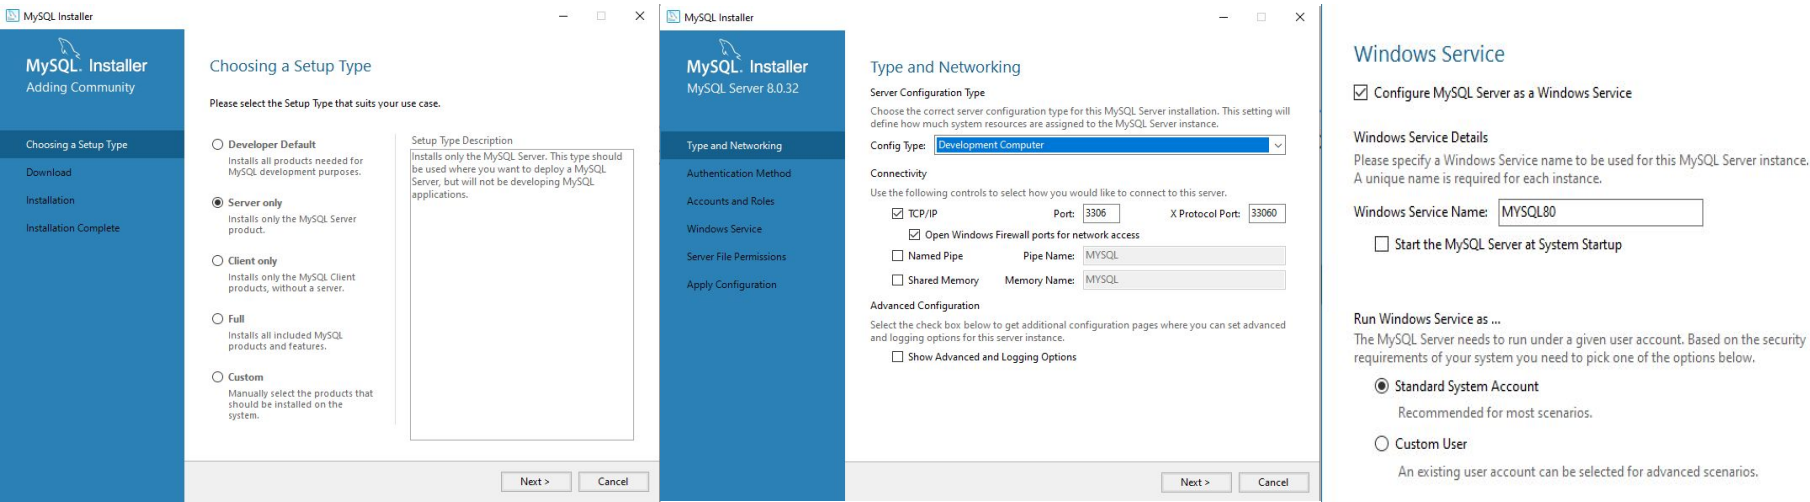 MySQL Installer
MySQL. Installer
Adding Community
Choosing a Setup Type
Download
Installation
Installation Complete
Choosing a Setup Type
Please select the Setup Type that suits your use case.
Developer Default
Installs all products needed for
MySQL development purposes.
Server only
Installs only the MySQL Server
product.
Client only
Installs only the MySQL Client
products, without a server.
Full
Installs all included MySQL
products and features.
Custom
Manually select the products that
should be installed on the
system.
Setup Type Description
Installs only the MySQL Server. This type should
be used where you want to deploy a MySQL
Server, but will not be developing MySQL
applications.
Next >
Cancel
MySQL Installer
MySQL. Installer
MySQL Server 8.0.32
Type and Networking
Authentication Method
Accounts and Roles
Windows Service
Server File Permissions
Apply Configuration
Type and Networking
Server Configuration Type
Choose the correct server configuration type for this MySQL Server installation. This setting will
define how much system resources are assigned to the MySQL Server instance.
Config Type: Development Computer
Connectivity
Use the following controls to select how you would like to connect to this server.
TCP/IP Port: 3306 X Protocol Port: 33060
Open Windows Firewall ports for network access
Named Pipe Pipe Name: MYSQL
Shared Memory Memory Name: MYSQL
Advanced Configuration
Select the check box below to get additional configuration pages where you can set advanced
and logging options for this server instance.
Show Advanced and Logging Options
Next >
Cancel
Windows Service
Configure MySQL Server as a Windows Service
Windows Service Details
Please specify a Windows Service name to be used for this MySQL Server instance.
A unique name is required for each instance.
Windows Service Name: MYSQL80
Start the MySQL Server at System Startup
Run Windows Service as ...
The MySQL Server needs to run under a given user account. Based on the security
requirements of your system you need to pick one of the options below.
Standard System Account
Recommended for most scenarios.
Custom User
An existing user account can be selected for advanced scenarios.